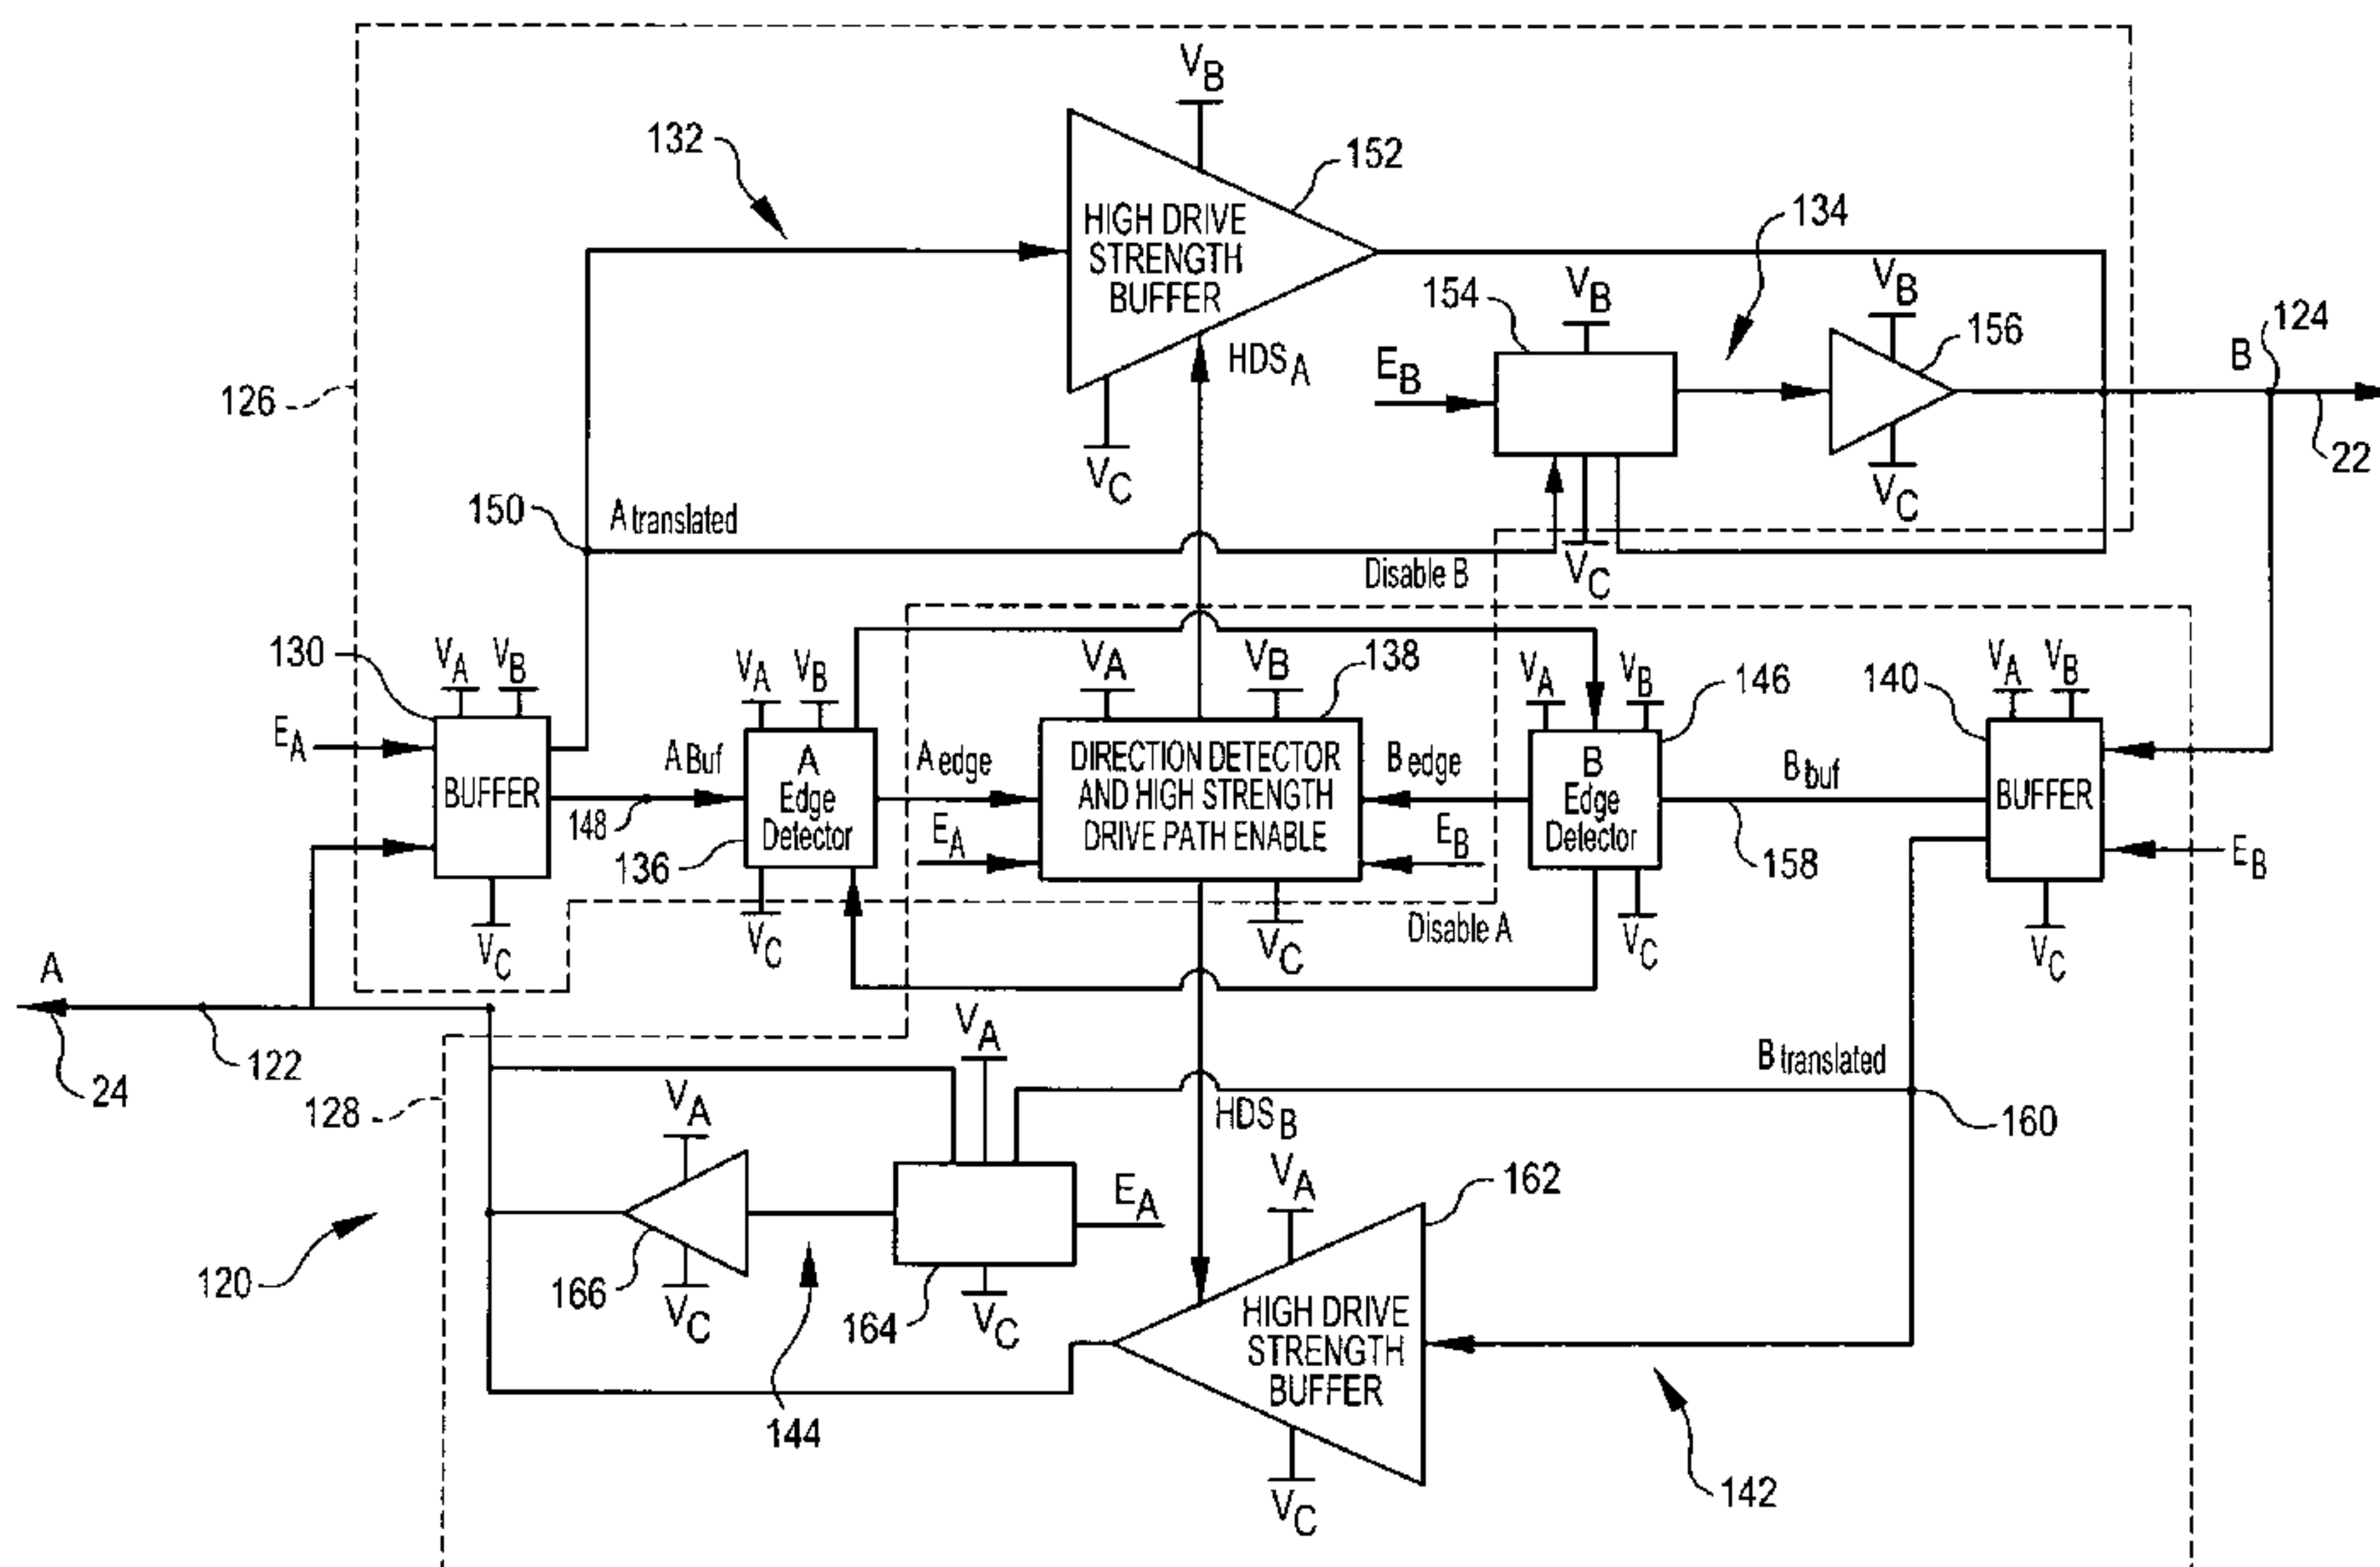 V_B
132
152
HIGH DRIVE
STRENGTH
BUFFER
134
154
V_B
V_B
156
124
B
HDS_A
E_B
126
V_C
22
V_C
150
A translated
V_C
Disable B
130
V_A
V_B
V_A
V_B
V_A
V_B
138
V_A
V_B
146
140
V_A
V_B
E_A
BUFFER
A_Buf
148
A
Edge
Detector
136
A edge
E_A
DIRECTION DETECTOR
AND HIGH STRENGTH
DRIVE PATH ENABLE
B edge
E_B
B
Edge
Detector
B_buf
158
BUFFER
E_B
V_C
V_C
V_C
Disable A
V_C
V_C
A
24
122
V_A
128
V_A
B translated
160
HDS_B
V_A
162
E_A
120
166
V_C
164
V_C
144
HIGH DRIVE
STRENGTH
BUFFER
142
V_C